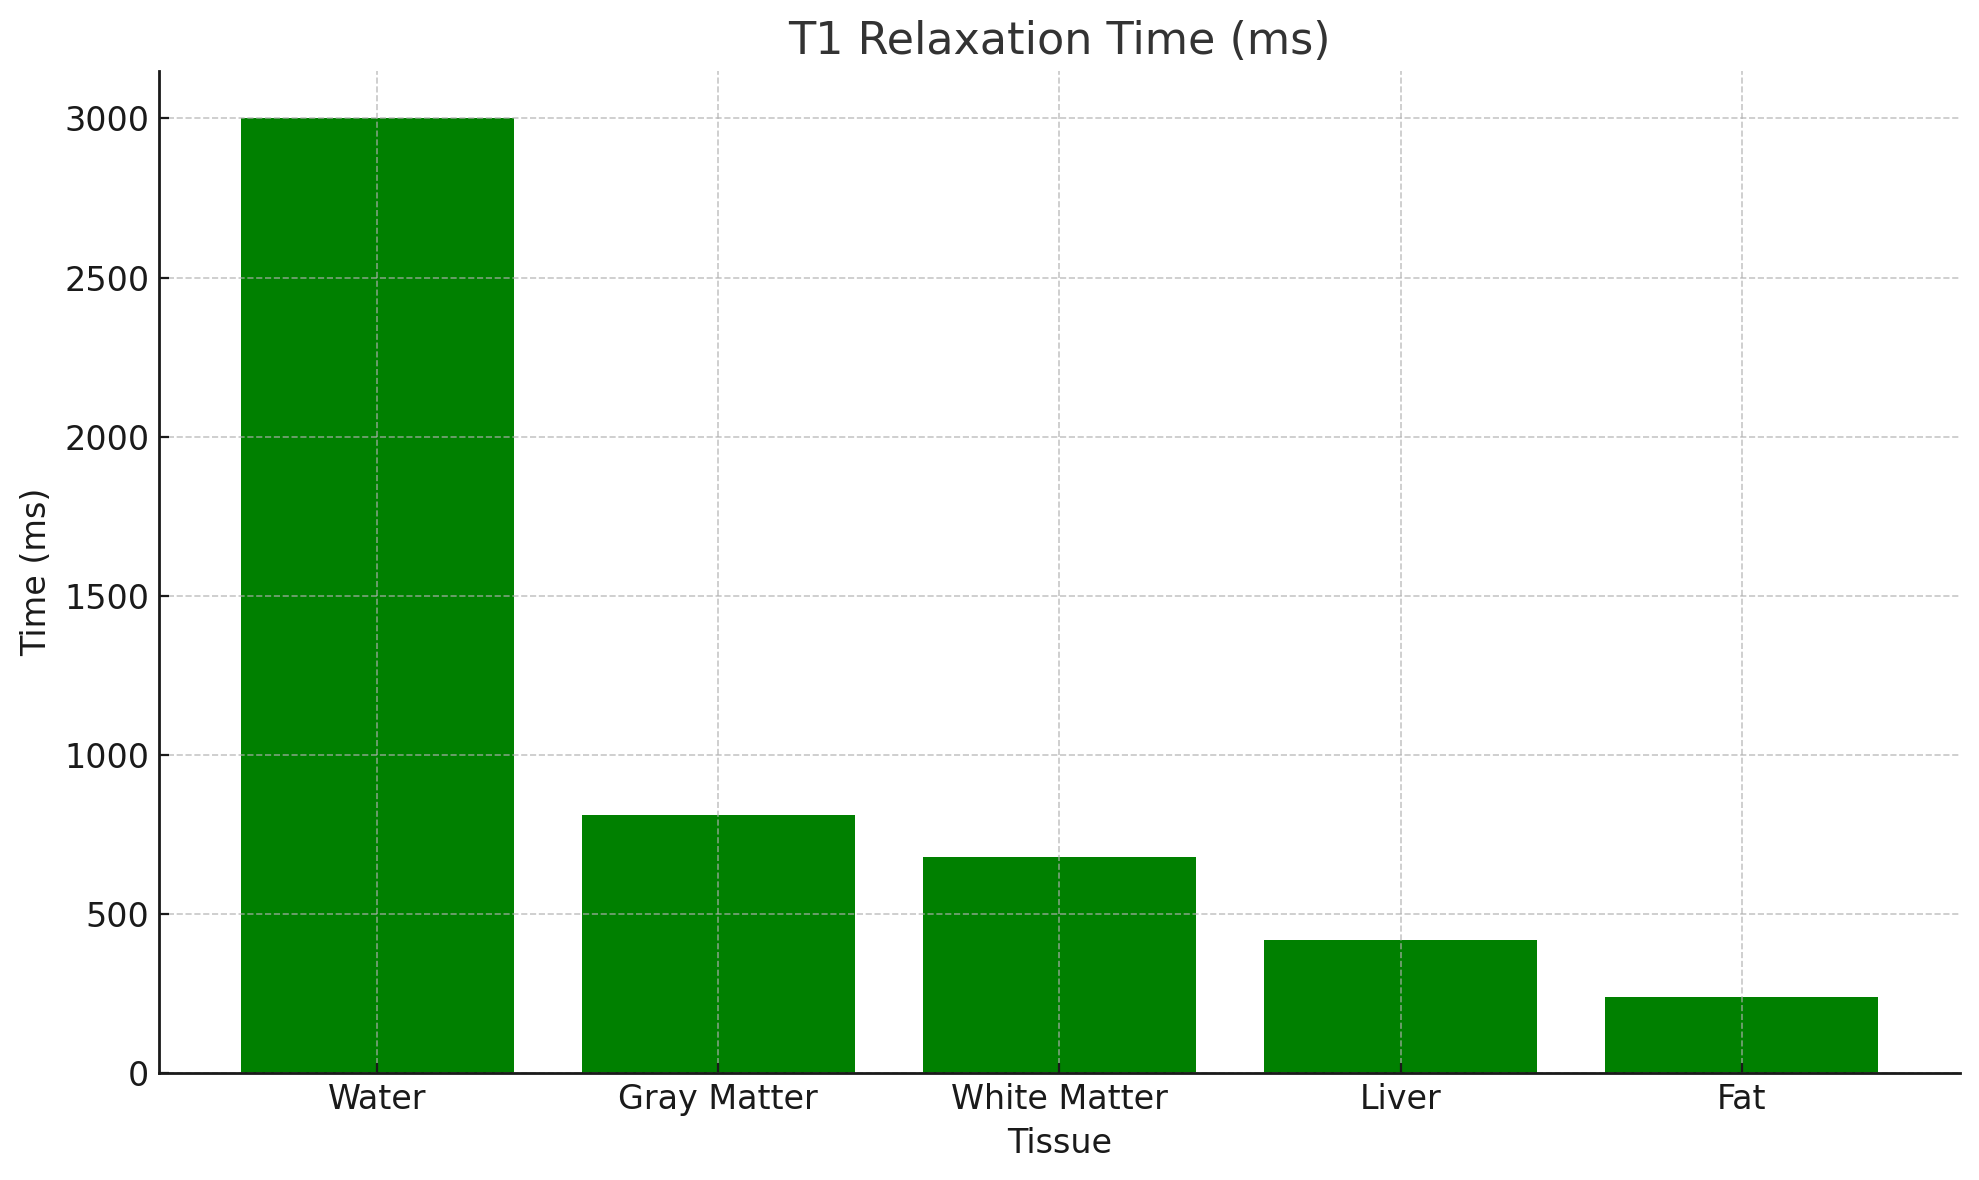 T1 Relaxation Time (ms)
3000
2500
2000
1500
1000
500
0
Time (ms)
Water Gray Matter White Matter Liver Fat
Tissue